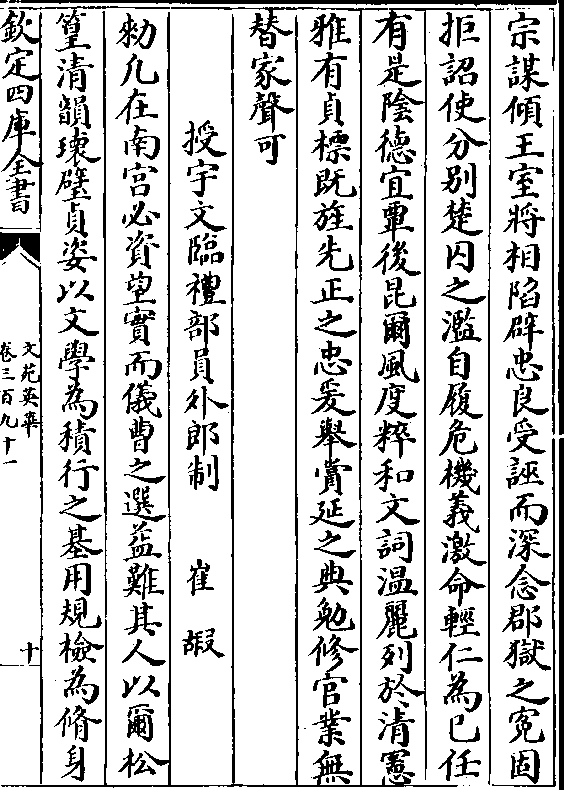 宗謀傾王室將相陷辟忠良受誣而深念郡獄之寃固
拒詔使分别楚囚之濫自履危機義激命輕仁為已任
有是隂德宜覃後昆爾風度粹和文詞温麗列於清憲
雅有貞標既旌先正之忠爰舉賞延之典勉修官業無
替家聲可
授宇文臨禮部員外郎制 崔嘏
勑凡在南宫必資望實而儀曹之選益難其人以爾松
篁清韻瓌璧貞姿以文學為積行之基用規檢為脩身
欽定四庫全書
文苑英華
卷三百九十一
十